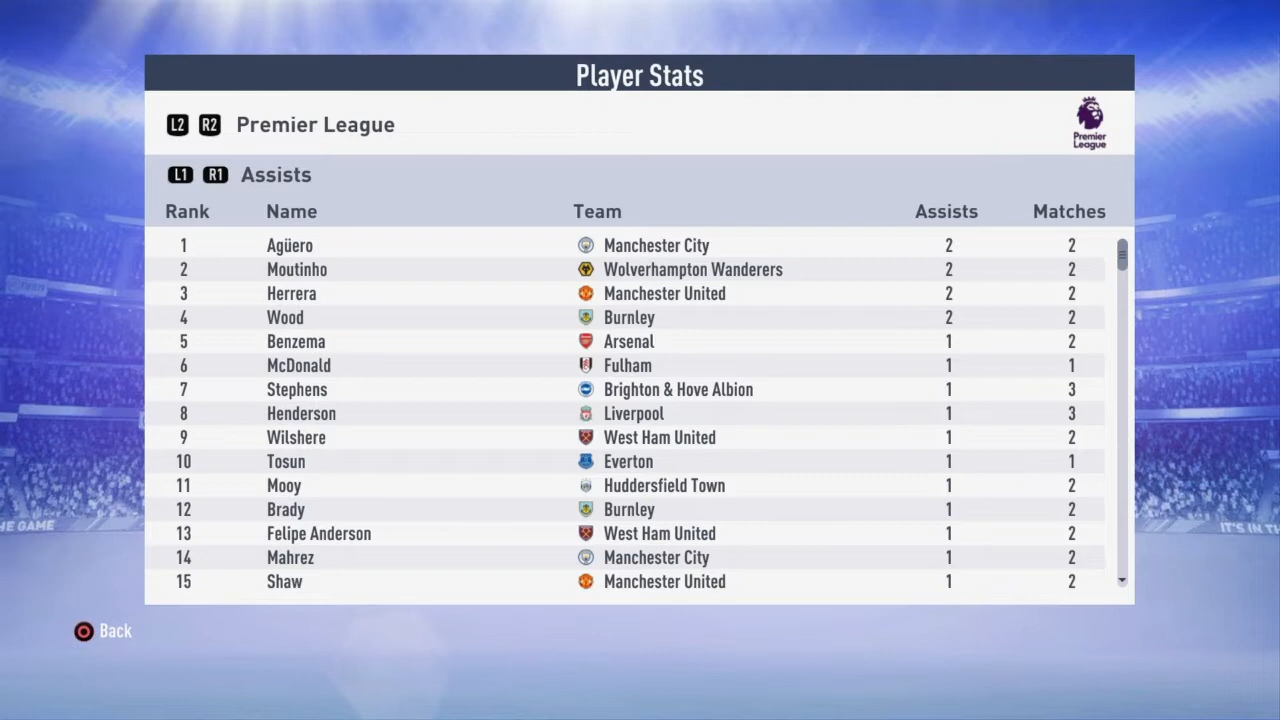 Player Stats
L2 R2 Premier League
Premier League
L1 R1 Assists
Rank Name Team Assists Matches
1 Agüero Manchester City 2 2
2 Moutinho Wolverhampton Wanderers 2 2
3 Herrera Manchester United 2 2
4 Wood Burnley 2 2
5 Benzema Arsenal 1 2
6 McDonald Fulham 1 1
7 Stephens Brighton & Hove Albion 1 3
8 Henderson Liverpool 1 3
9 Wilshere West Ham United 1 2
10 Tosun Everton 1 1
11 Mooy Huddersfield Town 1 2
12 Brady Burnley 1 2
13 Felipe Anderson West Ham United 1 2
14 Mahrez Manchester City 1 2
15 Shaw Manchester United 1 2
HE GAME
IT'S IN TH
Back